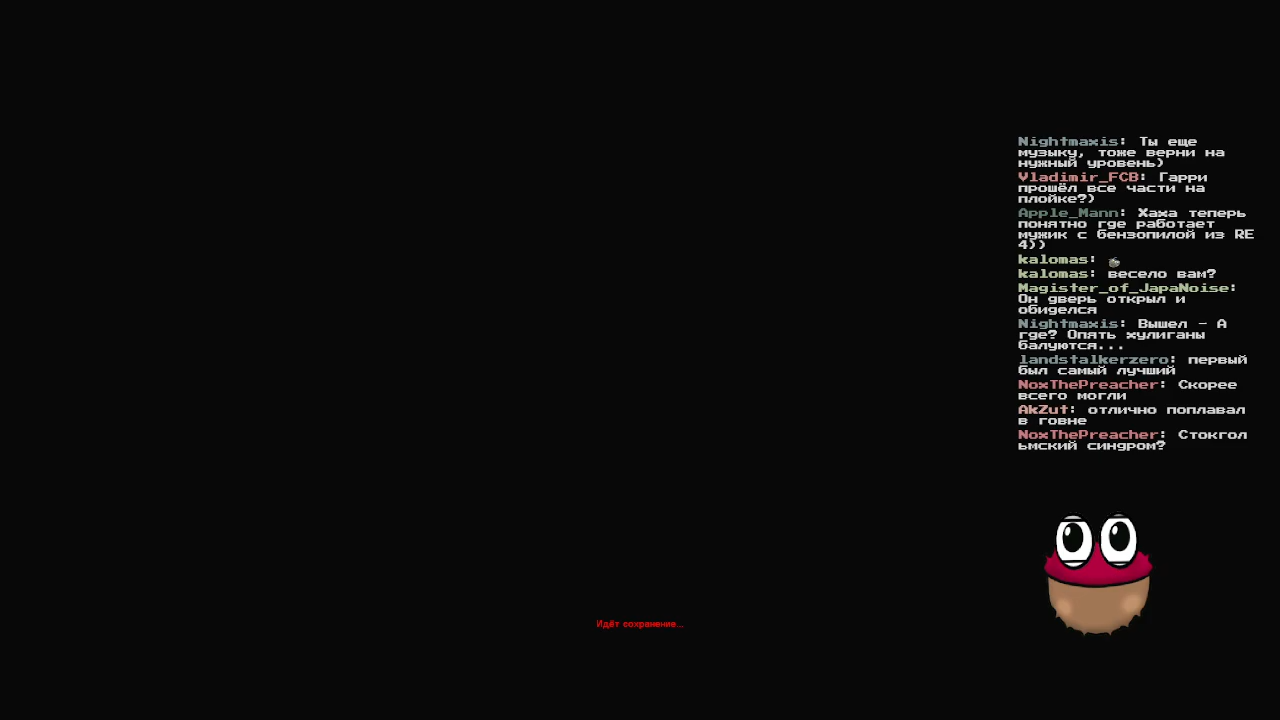 Nightmaxis: Ты еще
музыку, тоже верни на
нужный уровень)
Vladimir_FCB: Гарри
прошёл все части на
плойке?)
Apple_Mann: Хаха теперь
понятно где работает
мужик с бензопилой из RE
4))
kalomas:
kalomas: весело вам?
Magister_of_JapaNoise:
Он дверь открыл и
обиделся
Nightmaxis: Вышел - А
где? Опять хулиганы
балуются...
landstalkerzero: первый
был самый лучший
NoxThePreacher: Скорее
всего могли
AkZut: отлично поплавал
в говне
NoxThePreacher: Стокгол
ьмский синдром?
Идёт сохранение...